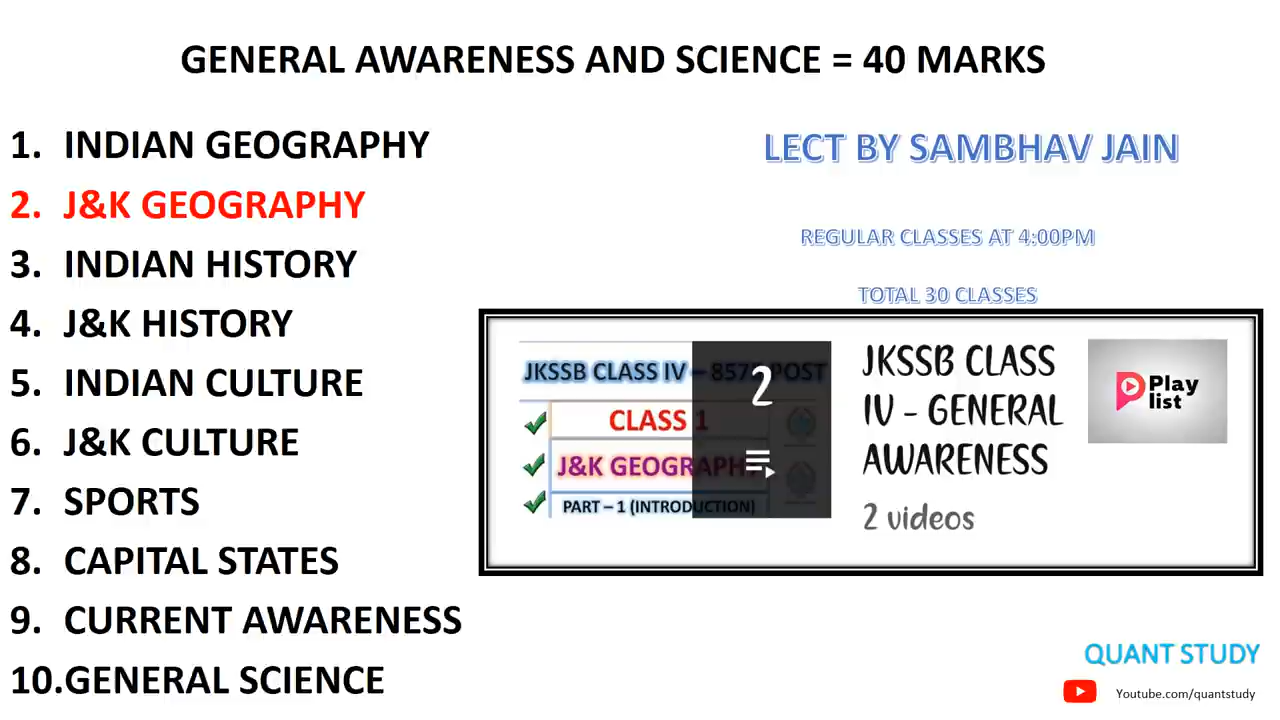 GENERAL AWARENESS AND SCIENCE = 40 MARKS
1. INDIAN GEOGRAPHY
2. J&K GEOGRAPHY
3. INDIAN HISTORY
4. J&K HISTORY
5. INDIAN CULTURE
6. J&K CULTURE
7. SPORTS
8. CAPITAL STATES
9. CURRENT AWARENESS
10.GENERAL SCIENCE
LECT BY SAMBHAV JAIN
REGULAR CLASSES AT 4:00PM
TOTAL 30 CLASSES
JKSSB CLASS IV – 8575 POST
CLASS 1
J&K GEOGRAPHY
PART – 1 (INTRODUCTION)
2
JKSSB CLASS
IV - GENERAL
AWARENESS
2 videos
Play
list
QUANT STUDY
Youtube.com/quantstudy